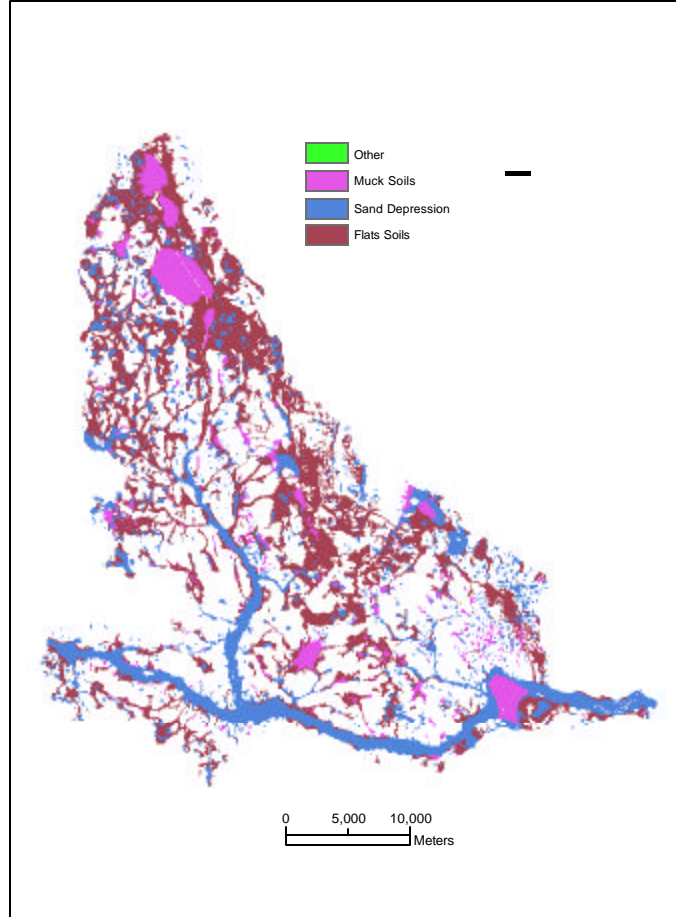 Other
Muck Soils
Sand Depression
Flats Soils
0 5,000 10,000
Meters